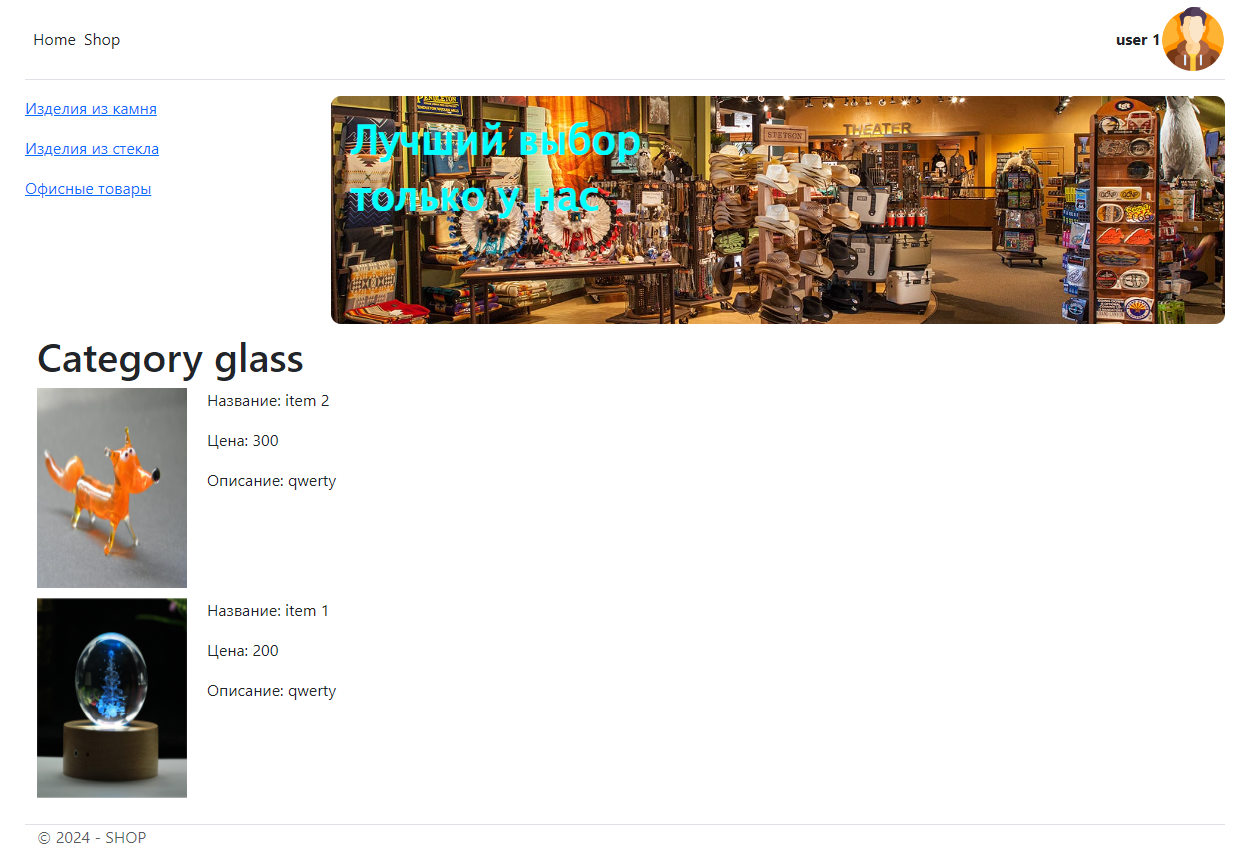 Home Shop
user 1
Изделия из камня
Изделия из стекла
Офисные товары
Лучший выбор
только у нас
PENDLETON
STETSON
THEATER
Category glass
Название: item 2
Цена: 300
Описание: qwerty
Название: item 1
Цена: 200
Описание: qwerty
© 2024 - SHOP